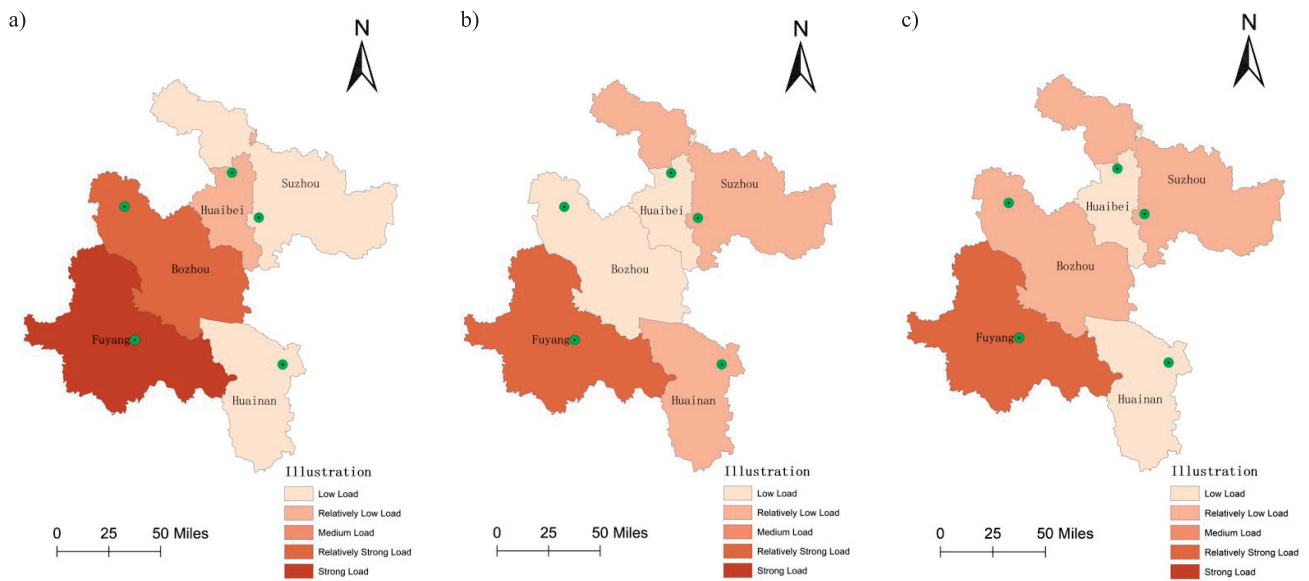 a)
N
Suzhou
Huaibei
Bozhou
Fuyang
Huainan
Illustration
Low Load
Relatively Low Load
Medium Load
Relatively Strong Load
Strong Load
0 25 50 Miles
b)
N
Suzhou
Huaibei
Bozhou
Fuyang
Huainan
Illustration
Low Load
Relatively Low Load
Medium Load
Relatively Strong Load
Strong Load
0 25 50 Miles
c)
N
Suzhou
Huaibei
Bozhou
Fuyang
Huainan
Illustration
Low Load
Relatively Low Load
Medium Load
Relatively Strong Load
Strong Load
0 25 50 Miles